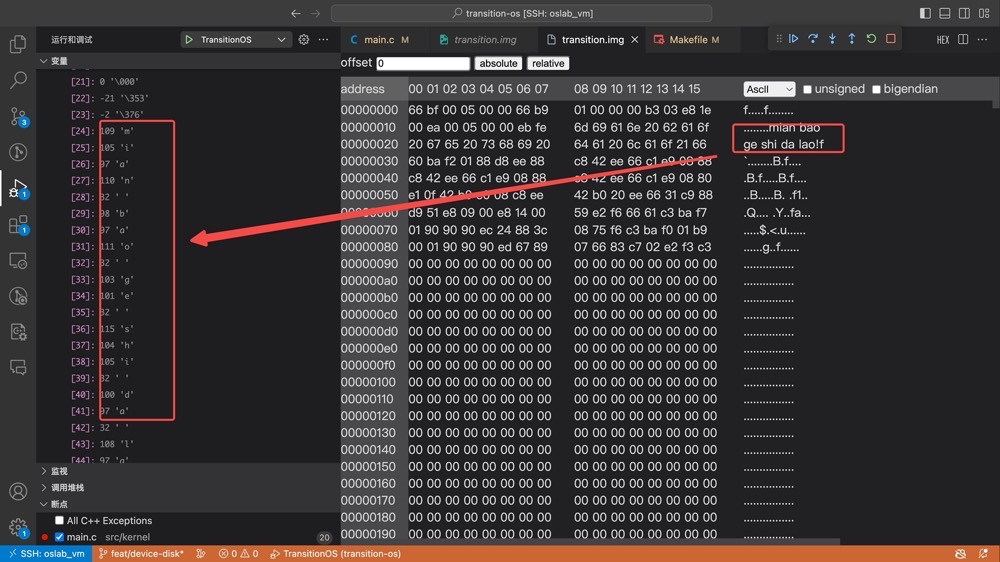 transition-os [SSH: oslab_vm]
运行和调试
TransitionOS
main.c M
transition.img
transition.img
Makefile M
HEX
变量
[21]: 0 '\000'
[22]: -21 '\353'
[23]: -2 '\376'
[24]: 109 'm'
[25]: 105 'i'
[26]: 97 'a'
[27]: 110 'n'
[28]: 32 ' '
[29]: 98 'b'
[30]: 97 'a'
[31]: 111 'o'
[32]: 32 ' '
[33]: 103 'g'
[34]: 101 'e'
[35]: 32 ' '
[36]: 115 's'
[37]: 104 'h'
[38]: 105 'i'
[39]: 32 ' '
[40]: 100 'd'
[41]: 97 'a'
[42]: 32 ' '
[43]: 108 'l'
[44]: 97 'a'
监视
调用堆栈
断点
All C++ Exceptions
main.c src/kernel 20
offset 0 absolute relative
address 00 01 02 03 04 05 06 07 08 09 10 11 12 13 14 15 Ascii unsigned bigendian
00000000 66 bf 00 05 00 00 66 b9 01 00 00 00 b3 03 e8 1e f.....f.........
00000010 00 ea 00 05 00 00 eb fe 6d 69 61 6e 20 62 61 6f ........mian bao
00000020 20 67 65 20 73 68 69 20 64 61 20 6c 61 6f 21 66 ge shi da lao!f
00000030 60 ba f2 01 88 d8 ee 88 c8 42 ee 66 c1 e9 08 88 `........B.f....
00000040 c8 42 ee 66 c1 e9 08 88 c8 42 ee 66 c1 e9 08 80 .B.f.....B.f....
00000050 e1 0f 42 b0 e0 08 c8 ee 42 b0 20 ee 66 31 c9 88 ..B.....B. .f1..
00000060 d9 51 e8 09 00 e8 14 00 59 e2 f6 66 61 c3 ba f7 .Q......Y..fa...
00000070 01 90 90 90 ec 24 88 3c 08 75 f6 c3 ba f0 01 b9 .....$.<.u......
00000080 00 01 90 90 90 ed 67 89 07 66 83 c7 02 e2 f3 c3 ......g..f......
00000090 00 00 00 00 00 00 00 00 00 00 00 00 00 00 00 00 ................
000000a0 00 00 00 00 00 00 00 00 00 00 00 00 00 00 00 00 ................
000000b0 00 00 00 00 00 00 00 00 00 00 00 00 00 00 00 00 ................
000000c0 00 00 00 00 00 00 00 00 00 00 00 00 00 00 00 00 ................
000000d0 00 00 00 00 00 00 00 00 00 00 00 00 00 00 00 00 ................
000000e0 00 00 00 00 00 00 00 00 00 00 00 00 00 00 00 00 ................
000000f0 00 00 00 00 00 00 00 00 00 00 00 00 00 00 00 00 ................
00000100 00 00 00 00 00 00 00 00 00 00 00 00 00 00 00 00 ................
00000110 00 00 00 00 00 00 00 00 00 00 00 00 00 00 00 00 ................
00000120 00 00 00 00 00 00 00 00 00 00 00 00 00 00 00 00 ................
00000130 00 00 00 00 00 00 00 00 00 00 00 00 00 00 00 00 ................
00000140 00 00 00 00 00 00 00 00 00 00 00 00 00 00 00 00 ................
00000150 00 00 00 00 00 00 00 00 00 00 00 00 00 00 00 00 ................
00000160 00 00 00 00 00 00 00 00 00 00 00 00 00 00 00 00 ................
00000170 00 00 00 00 00 00 00 00 00 00 00 00 00 00 00 00 ................
00000180 00 00 00 00 00 00 00 00 00 00 00 00 00 00 00 00 ................
00000190 00 00 00 00 00 00 00 00 00 00 00 00 00 00 00 00 ................
SSH: oslab_vm feat/device-disk* 0 0 TransitionOS (transition-os)